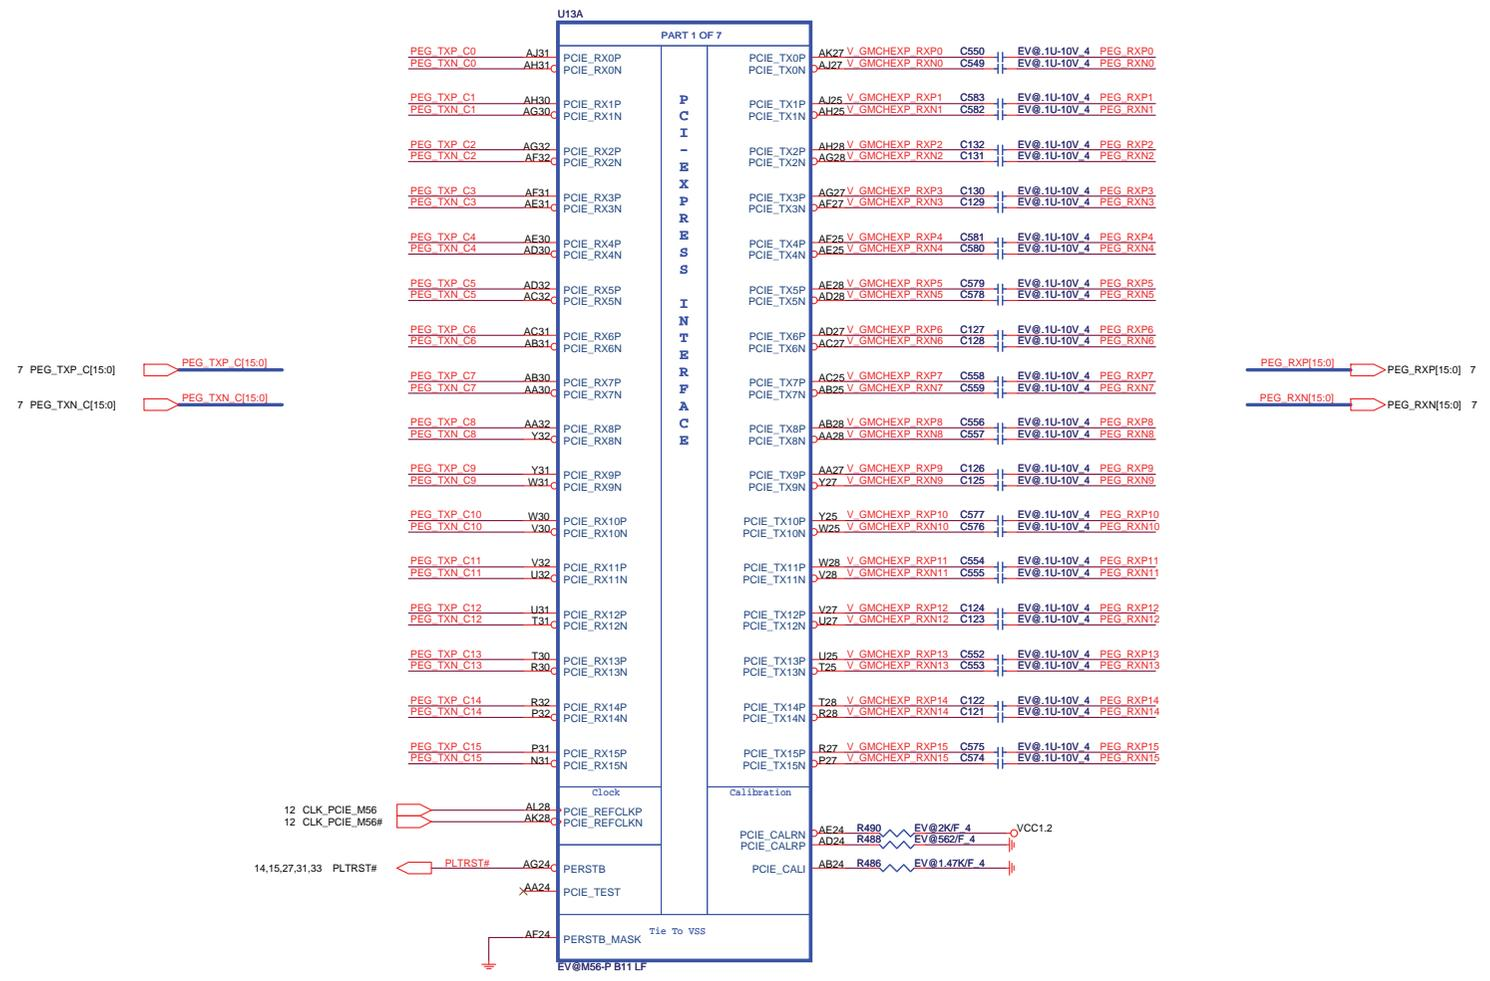 U13A
PART 1 OF 7
PCI-EXPRESS INTERFACE
PEG_TXP_C0 AJ31 PCIE_RX0P PCIE_TX0P AK27 V_GMCHEXP_RXP0 C550 EV@.1U-10V_4 PEG_RXP0
PEG_TXN_C0 AH31 PCIE_RX0N PCIE_TX0N AJ27 V_GMCHEXP_RXN0 C549 EV@.1U-10V_4 PEG_RXN0
PEG_TXP_C1 AH30 PCIE_RX1P PCIE_TX1P AJ25 V_GMCHEXP_RXP1 C583 EV@.1U-10V_4 PEG_RXP1
PEG_TXN_C1 AG30 PCIE_RX1N PCIE_TX1N AH25 V_GMCHEXP_RXN1 C582 EV@.1U-10V_4 PEG_RXN1
PEG_TXP_C2 AG32 PCIE_RX2P PCIE_TX2P AH28 V_GMCHEXP_RXP2 C132 EV@.1U-10V_4 PEG_RXP2
PEG_TXN_C2 AF32 PCIE_RX2N PCIE_TX2N AG28 V_GMCHEXP_RXN2 C131 EV@.1U-10V_4 PEG_RXN2
PEG_TXP_C3 AF31 PCIE_RX3P PCIE_TX3P AG27 V_GMCHEXP_RXP3 C130 EV@.1U-10V_4 PEG_RXP3
PEG_TXN_C3 AE31 PCIE_RX3N PCIE_TX3N AF27 V_GMCHEXP_RXN3 C129 EV@.1U-10V_4 PEG_RXN3
PEG_TXP_C4 AE30 PCIE_RX4P PCIE_TX4P AF25 V_GMCHEXP_RXP4 C581 EV@.1U-10V_4 PEG_RXP4
PEG_TXN_C4 AD30 PCIE_RX4N PCIE_TX4N AE25 V_GMCHEXP_RXN4 C580 EV@.1U-10V_4 PEG_RXN4
PEG_TXP_C5 AD32 PCIE_RX5P PCIE_TX5P AE28 V_GMCHEXP_RXP5 C579 EV@.1U-10V_4 PEG_RXP5
PEG_TXN_C5 AC32 PCIE_RX5N PCIE_TX5N AD28 V_GMCHEXP_RXN5 C578 EV@.1U-10V_4 PEG_RXN5
PEG_TXP_C6 AC31 PCIE_RX6P PCIE_TX6P AD27 V_GMCHEXP_RXP6 C127 EV@.1U-10V_4 PEG_RXP6
PEG_TXN_C6 AB31 PCIE_RX6N PCIE_TX6N AC27 V_GMCHEXP_RXN6 C128 EV@.1U-10V_4 PEG_RXN6
7 PEG_TXP_C[15:0] PEG_TXP_C[15:0] PEG_RXP[15:0] PEG_RXP[15:0] 7
PEG_TXP_C7 AB30 PCIE_RX7P PCIE_TX7P AC25 V_GMCHEXP_RXP7 C558 EV@.1U-10V_4 PEG_RXP7
PEG_TXN_C7 AA30 PCIE_RX7N PCIE_TX7N AB25 V_GMCHEXP_RXN7 C559 EV@.1U-10V_4 PEG_RXN7
7 PEG_TXN_C[15:0] PEG_TXN_C[15:0] PEG_RXN[15:0] PEG_RXN[15:0] 7
PEG_TXP_C8 AA32 PCIE_RX8P PCIE_TX8P AB28 V_GMCHEXP_RXP8 C556 EV@.1U-10V_4 PEG_RXP8
PEG_TXN_C8 Y32 PCIE_RX8N PCIE_TX8N AA28 V_GMCHEXP_RXN8 C557 EV@.1U-10V_4 PEG_RXN8
PEG_TXP_C9 Y31 PCIE_RX9P PCIE_TX9P AA27 V_GMCHEXP_RXP9 C126 EV@.1U-10V_4 PEG_RXP9
PEG_TXN_C9 W31 PCIE_RX9N PCIE_TX9N Y27 V_GMCHEXP_RXN9 C125 EV@.1U-10V_4 PEG_RXN9
PEG_TXP_C10 W30 PCIE_RX10P PCIE_TX10P Y25 V_GMCHEXP_RXP10 C577 EV@.1U-10V_4 PEG_RXP10
PEG_TXN_C10 V30 PCIE_RX10N PCIE_TX10N W25 V_GMCHEXP_RXN10 C576 EV@.1U-10V_4 PEG_RXN10
PEG_TXP_C11 V32 PCIE_RX11P PCIE_TX11P W28 V_GMCHEXP_RXP11 C554 EV@.1U-10V_4 PEG_RXP11
PEG_TXN_C11 U32 PCIE_RX11N PCIE_TX11N V28 V_GMCHEXP_RXN11 C555 EV@.1U-10V_4 PEG_RXN11
PEG_TXP_C12 U31 PCIE_RX12P PCIE_TX12P V27 V_GMCHEXP_RXP12 C124 EV@.1U-10V_4 PEG_RXP12
PEG_TXN_C12 T31 PCIE_RX12N PCIE_TX12N U27 V_GMCHEXP_RXN12 C123 EV@.1U-10V_4 PEG_RXN12
PEG_TXP_C13 T30 PCIE_RX13P PCIE_TX13P U25 V_GMCHEXP_RXP13 C552 EV@.1U-10V_4 PEG_RXP13
PEG_TXN_C13 R30 PCIE_RX13N PCIE_TX13N T25 V_GMCHEXP_RXN13 C553 EV@.1U-10V_4 PEG_RXN13
PEG_TXP_C14 R32 PCIE_RX14P PCIE_TX14P T28 V_GMCHEXP_RXP14 C122 EV@.1U-10V_4 PEG_RXP14
PEG_TXN_C14 P32 PCIE_RX14N PCIE_TX14N R28 V_GMCHEXP_RXN14 C121 EV@.1U-10V_4 PEG_RXN14
PEG_TXP_C15 P31 PCIE_RX15P PCIE_TX15P R27 V_GMCHEXP_RXP15 C575 EV@.1U-10V_4 PEG_RXP15
PEG_TXN_C15 N31 PCIE_RX15N PCIE_TX15N P27 V_GMCHEXP_RXN15 C574 EV@.1U-10V_4 PEG_RXN15
Clock Calibration
12 CLK_PCIE_M56 AL28 PCIE_REFCLKP
12 CLK_PCIE_M56# AK28 PCIE_REFCLKN
PCIE_CALRN AE24 R490 EV@2K/F_4 VCC1.2
PCIE_CALRP AD24 R488 EV@562/F_4
14,15,27,31,33 PLTRST# PLTRST# AG24 PERSTB PCIE_CALI AB24 R486 EV@1.47K/F_4
AA24 PCIE_TEST
Tie To VSS
AF24 PERSTB_MASK
EV@M56-P B11 LF